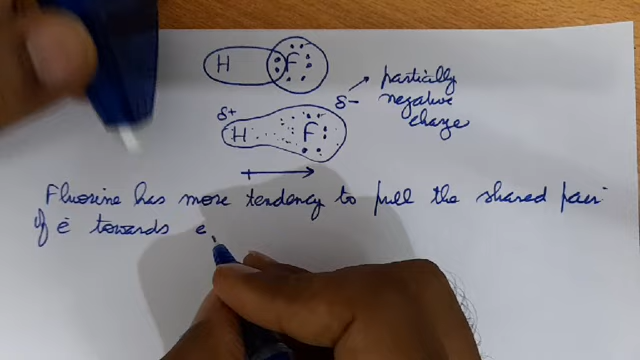 H F
δ+
H F
δ-
partially
negative
charge
Fluorine has more tendency to pull the shared pair
of ē towards e